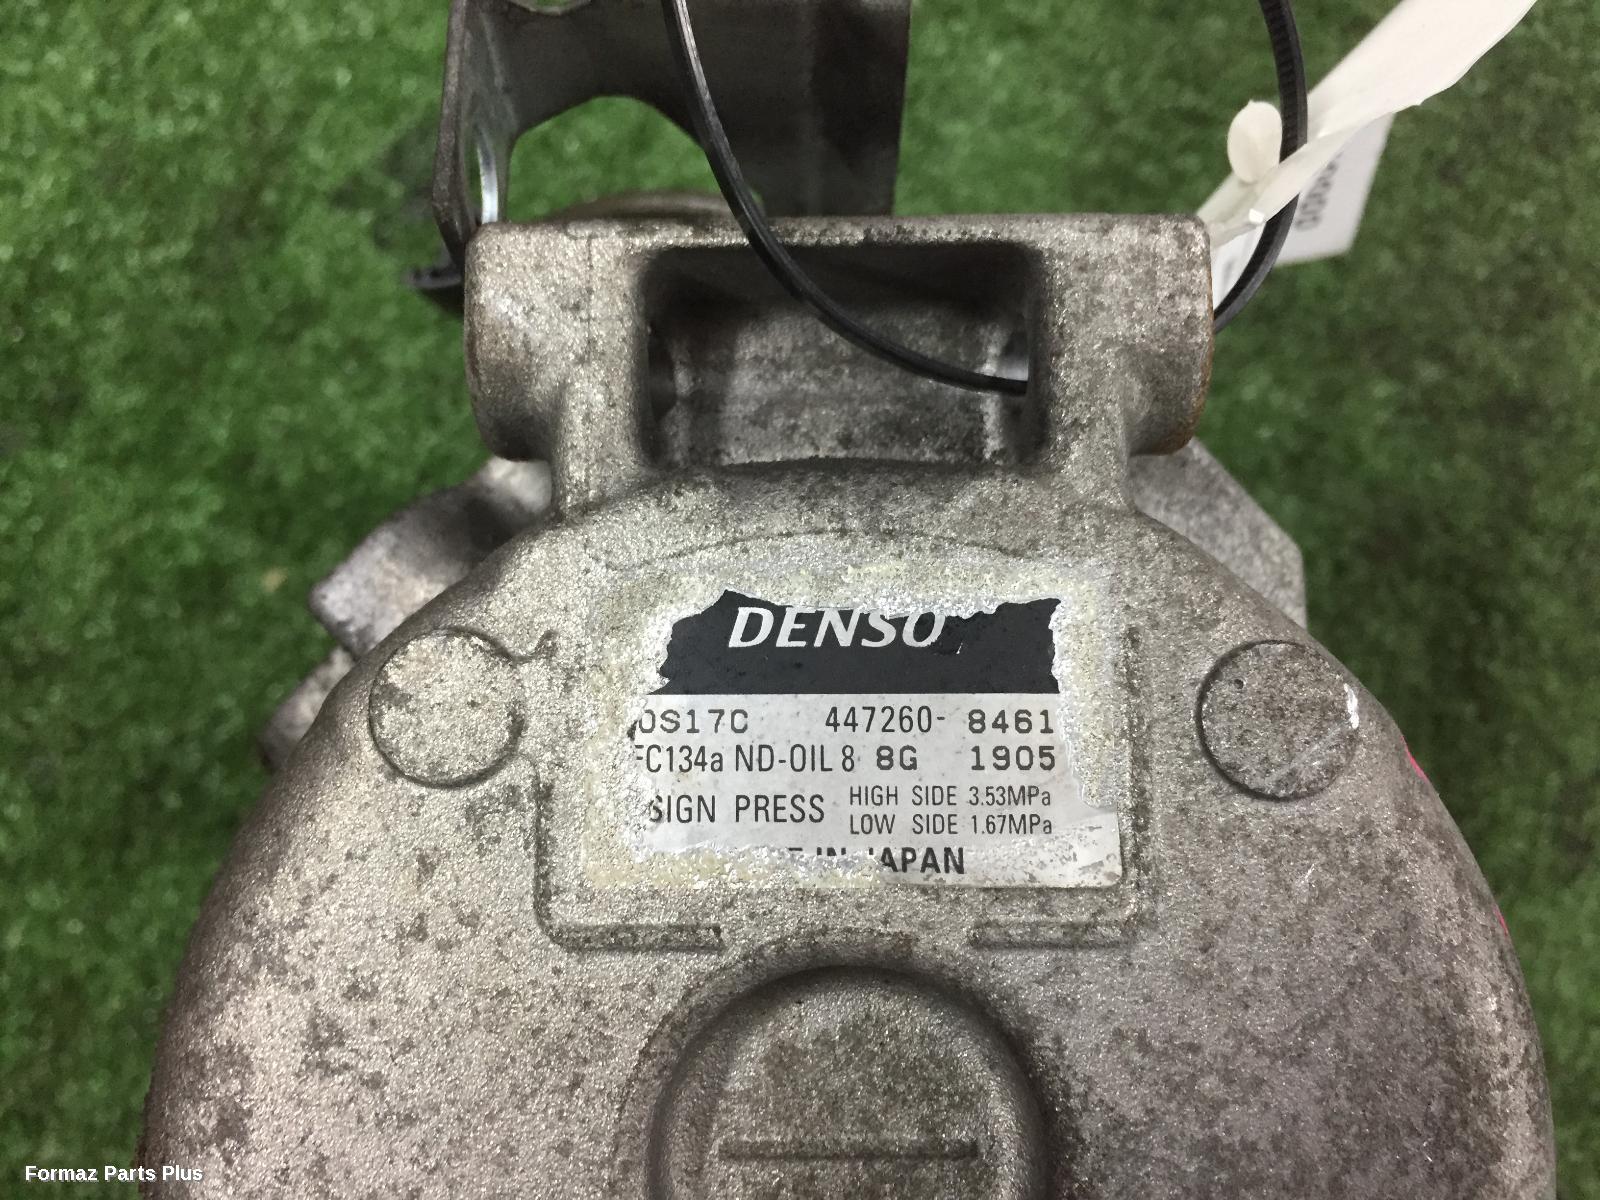 DENSO
0S17C 447260- 8461
FC134a ND-OIL 8 8G 1905
SIGN PRESS HIGH SIDE 3.53MPa
LOW SIDE 1.67MPa
E IN JAPAN
Formaz Parts Plus